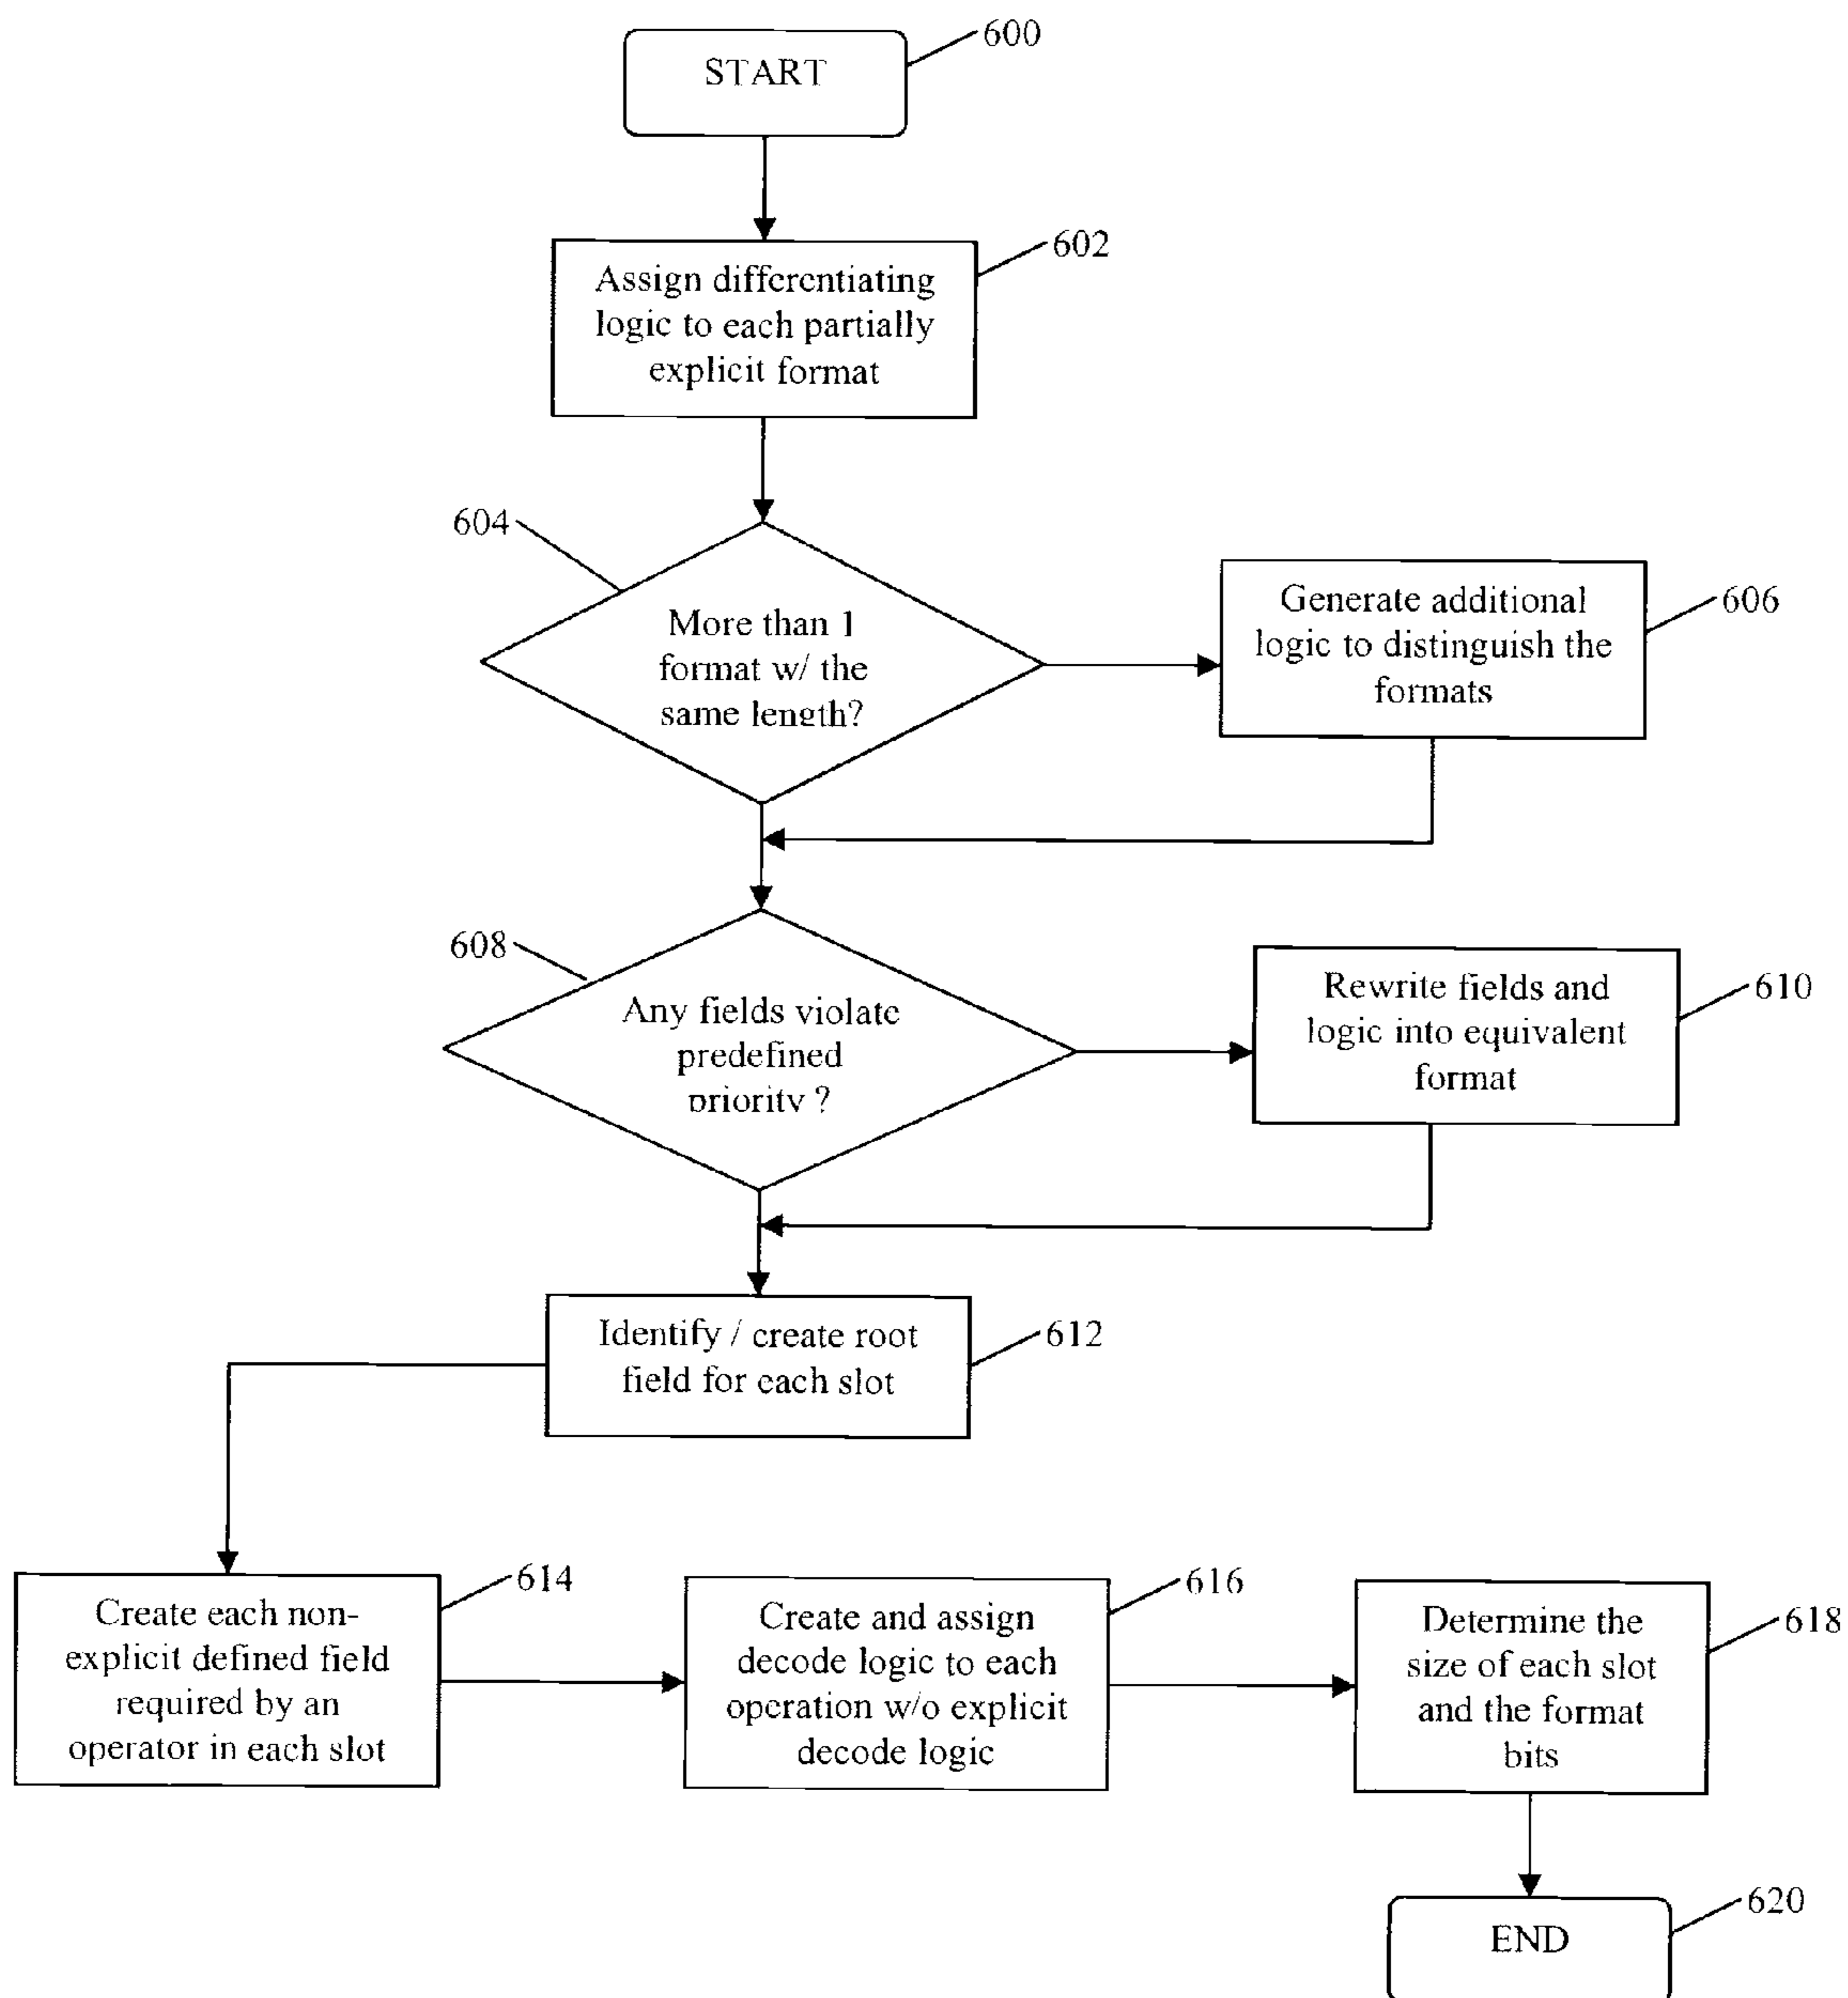 START
600
Assign differentiating
logic to each partially
explicit format
602
604
More than 1
format w/ the
same length?
Generate additional
logic to distinguish the
formats
606
608
Any fields violate
predefined
priority ?
Rewrite fields and
logic into equivalent
format
610
Identify / create root
field for each slot
612
Create each non-
explicit defined field
required by an
operator in each slot
614
Create and assign
decode logic to each
operation w/o explicit
decode logic
616
Determine the
size of each slot
and the format
bits
618
END
620